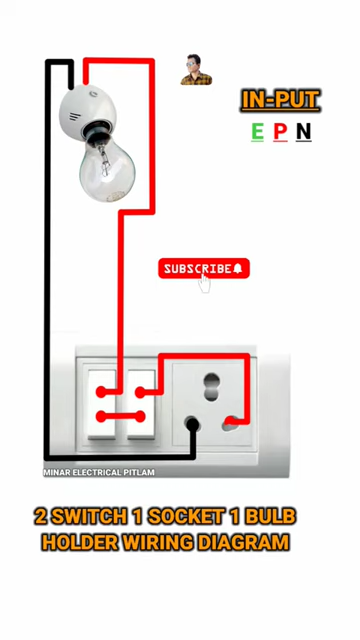 IN-PUT
E P N
SUBSCRIBE
MINAR ELECTRICAL PITLAM
2 SWITCH 1 SOCKET 1 BULB
HOLDER WIRING DIAGRAM